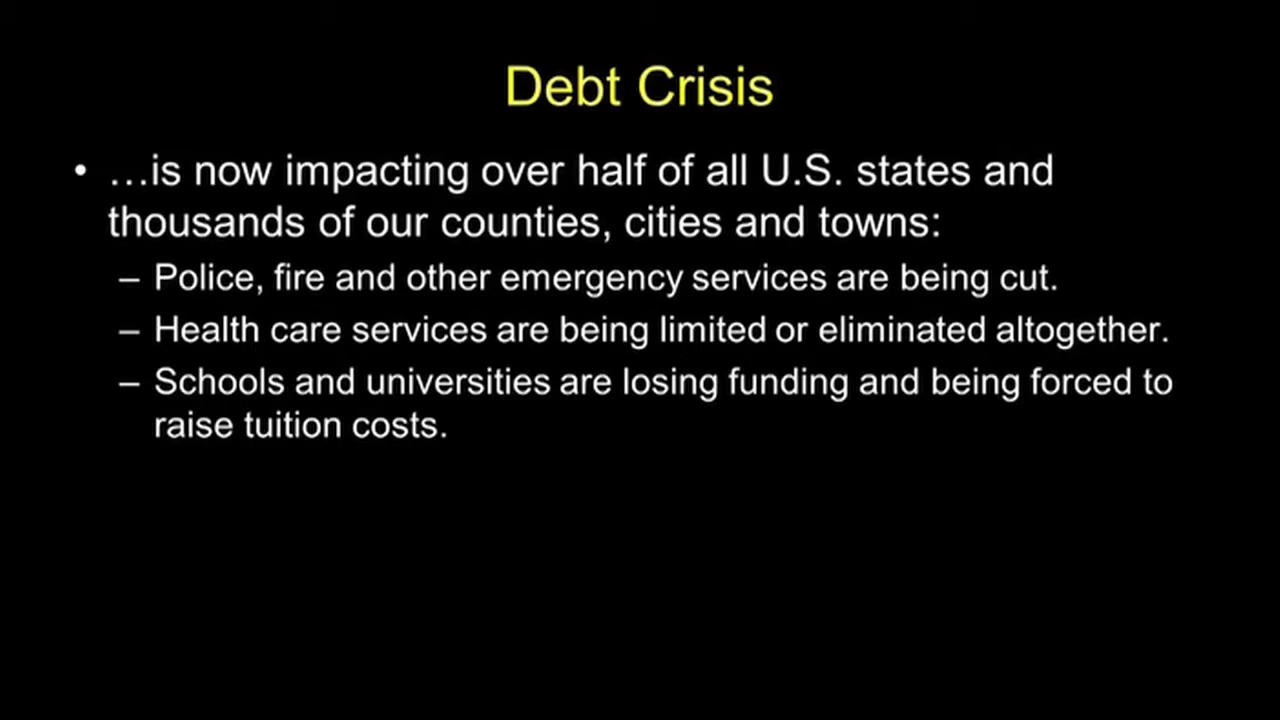 Debt Crisis
• …is now impacting over half of all U.S. states and
thousands of our counties, cities and towns:
– Police, fire and other emergency services are being cut.
– Health care services are being limited or eliminated altogether.
– Schools and universities are losing funding and being forced to
raise tuition costs.